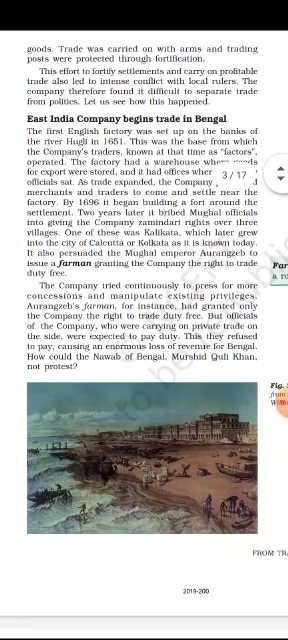 goods. Trade was carried on with arms and trading
posts were protected through fortification.
This effort to fortify settlements and carry on profitable
trade also led to intense conflict with local rulers. The
company therefore found it difficult to separate trade
from politics. Let us see how this happened.
East India Company begins trade in Bengal
The first English factory was set up on the banks of
the river Hugli in 1651. This was the base from which
the Company's traders, known at that time as "factors",
operated. The factory had a warehouse where goods
for export were stored, and it had offices where
officials sat. As trade expanded, the Company
3 / 17
merchants and traders to come and settle near the
factory. By 1696 it began building a fort around the
settlement. Two years later it bribed Mughal officials
into giving the Company zamindari rights over three
villages. One of these was Kalikata, which later grew
into the city of Calcutta or Kolkata as it is known today.
It also persuaded the Mughal emperor Aurangzeb to
issue a farman granting the Company the right to trade
duty free.
The Company tried continuously to press for more
concessions and manipulate existing privileges.
Aurangzeb's farman, for instance, had granted only
the Company the right to trade duty free. But officials
of the Company, who were carrying on private trade on
the side, were expected to pay duty. This they refused
to pay, causing an enormous loss of revenue for Bengal.
How could the Nawab of Bengal, Murshid Quli Khan,
not protest?
Far
a ro
Fig.
from
Willi
FROM TRA
2019-200